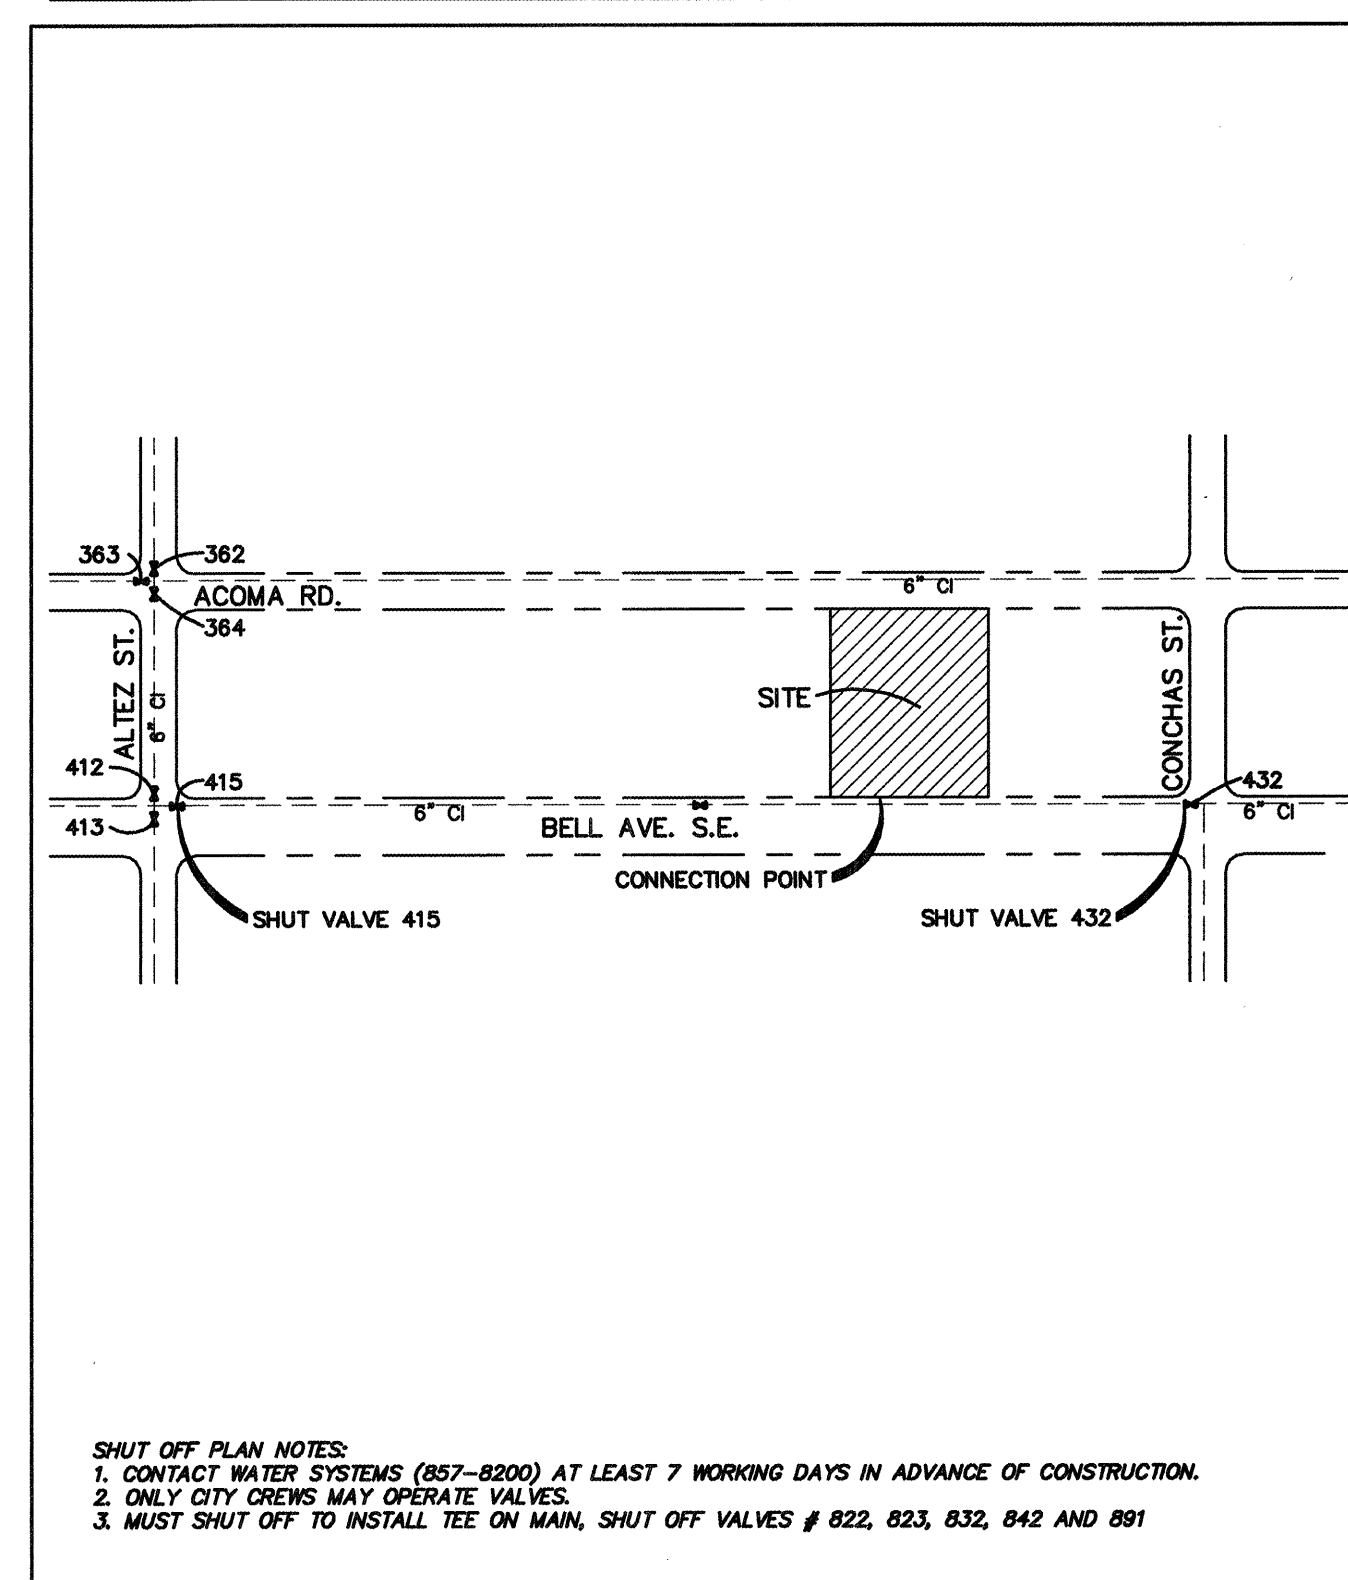 363
362
6" CI
ACOMA RD.
364
ALTEZ ST.
6" CI
SITE
CONCHAS ST.
412
415
432
413
6" CI
6" CI
BELL AVE. S.E.
CONNECTION POINT
SHUT VALVE 415
SHUT VALVE 432
SHUT OFF PLAN NOTES:
1. CONTACT WATER SYSTEMS (857-8200) AT LEAST 7 WORKING DAYS IN ADVANCE OF CONSTRUCTION.
2. ONLY CITY CREWS MAY OPERATE VALVES.
3. MUST SHUT OFF TO INSTALL TEE ON MAIN, SHUT OFF VALVES # 822, 823, 832, 842 AND 891